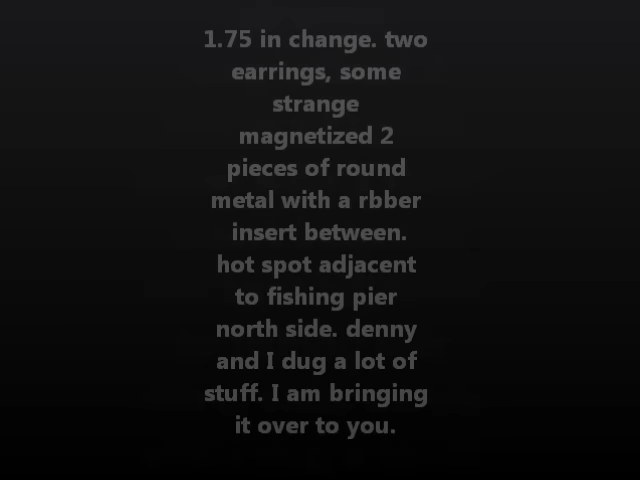 1.75 in change. two
earrings, some
strange
magnetized 2
pieces of round
metal with a rbber
insert between.
hot spot adjacent
to fishing pier
north side. denny
and I dug a lot of
stuff. I am bringing
it over to you.